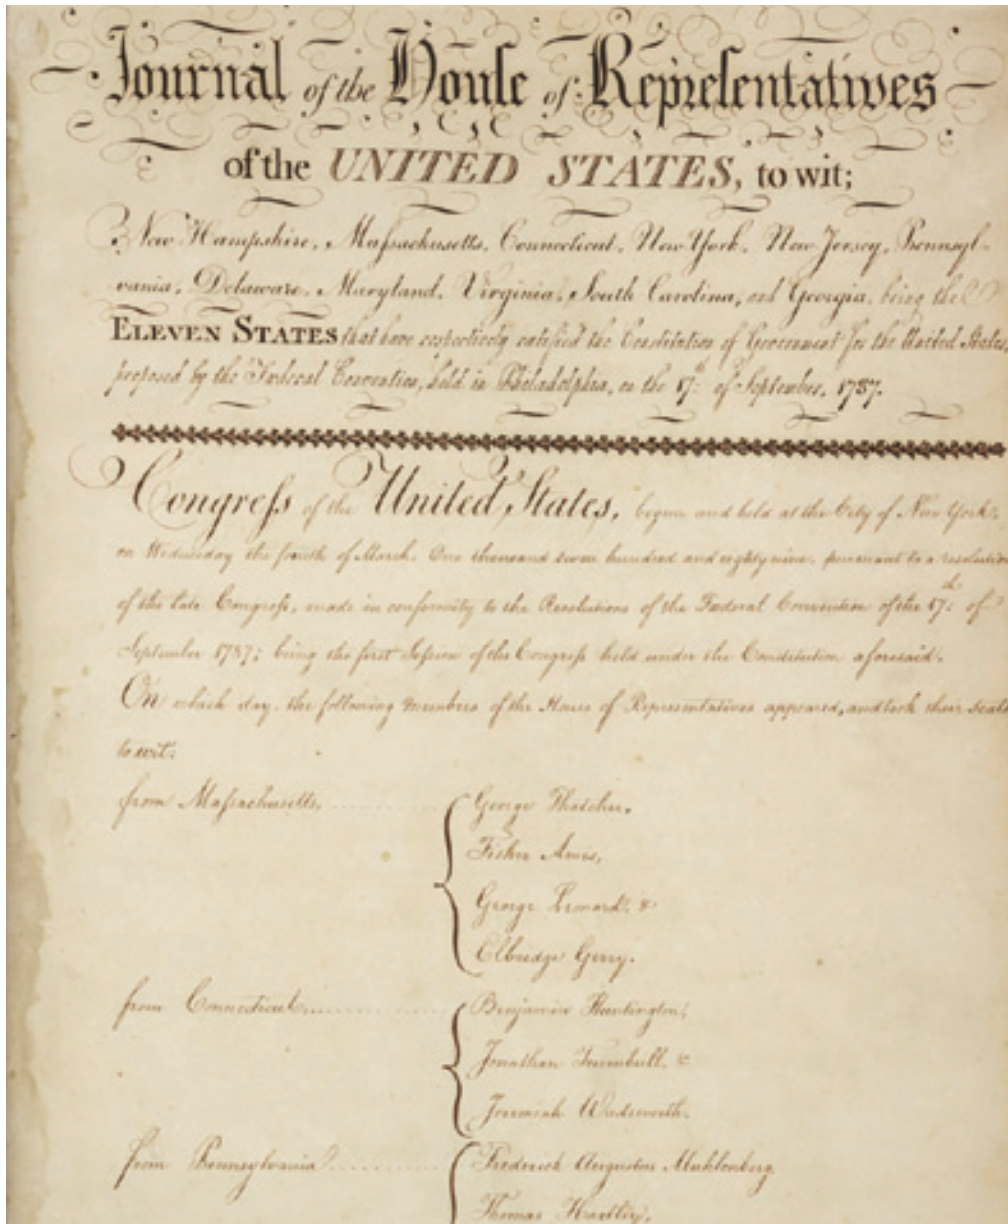 Journal of the House of Representatives
of the UNITED STATES, to wit;
New-Hampshire, Massachusetts, Connecticut, New-York, New-Jersey, Pennsyl-
vania, Delaware, Maryland, Virginia, South Carolina, and Georgia, being the
ELEVEN STATES that have respectively ratified the Constitution of Government for the United States,
proposed by the Federal Convention, held in Philadelphia, on the 17th of September, 1787.
Congress of the United States, begun and held at the City of New York,
on Wednesday the fourth of March, One thousand seven hundred and eighty nine, pursuant to a resolution
of the late Congress, made in conformity to the Resolutions of the Federal Convention of the 17th of
September 1787; being the first Session of the Congress held under the Constitution aforesaid.
On which day, the following members of the House of Representatives appeared, and took their seats
to wit:
from Massachusetts, George Thatcher,
Fisher Ames,
George Leonard, &
Elbridge Gerry.
from Connecticut, Benjamin Huntington,
Jonathan Trumbull, &
Jeremiah Wadsworth.
from Pennsylvania Frederick Augustus Muhlenberg
Thomas Hartley,